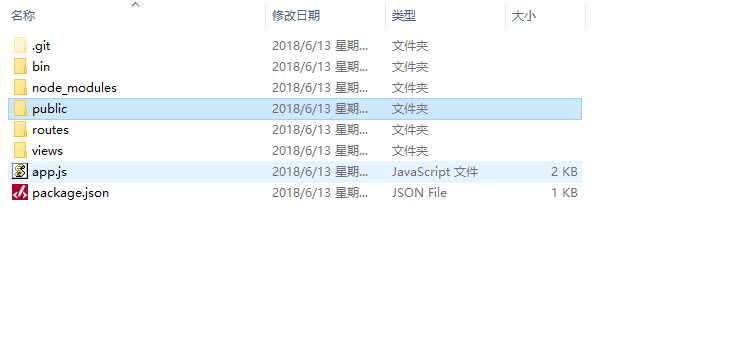 名称 修改日期 类型 大小
.git 2018/6/13 星期... 文件夹
bin 2018/6/13 星期... 文件夹
node_modules 2018/6/13 星期... 文件夹
public 2018/6/13 星期... 文件夹
routes 2018/6/13 星期... 文件夹
views 2018/6/13 星期... 文件夹
app.js 2018/6/13 星期... JavaScript 文件 2 KB
package.json 2018/6/13 星期... JSON File 1 KB